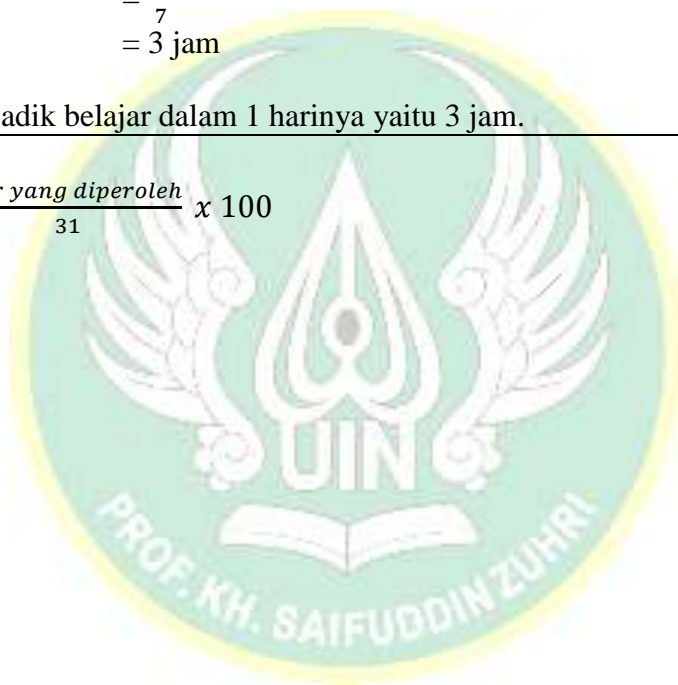 =
7
= 3 jam
adik belajar dalam 1 harinya yaitu 3 jam.
yang diperoleh
31
x 100
UIN
PROF. KH. SAIFUDDIN ZUHRI